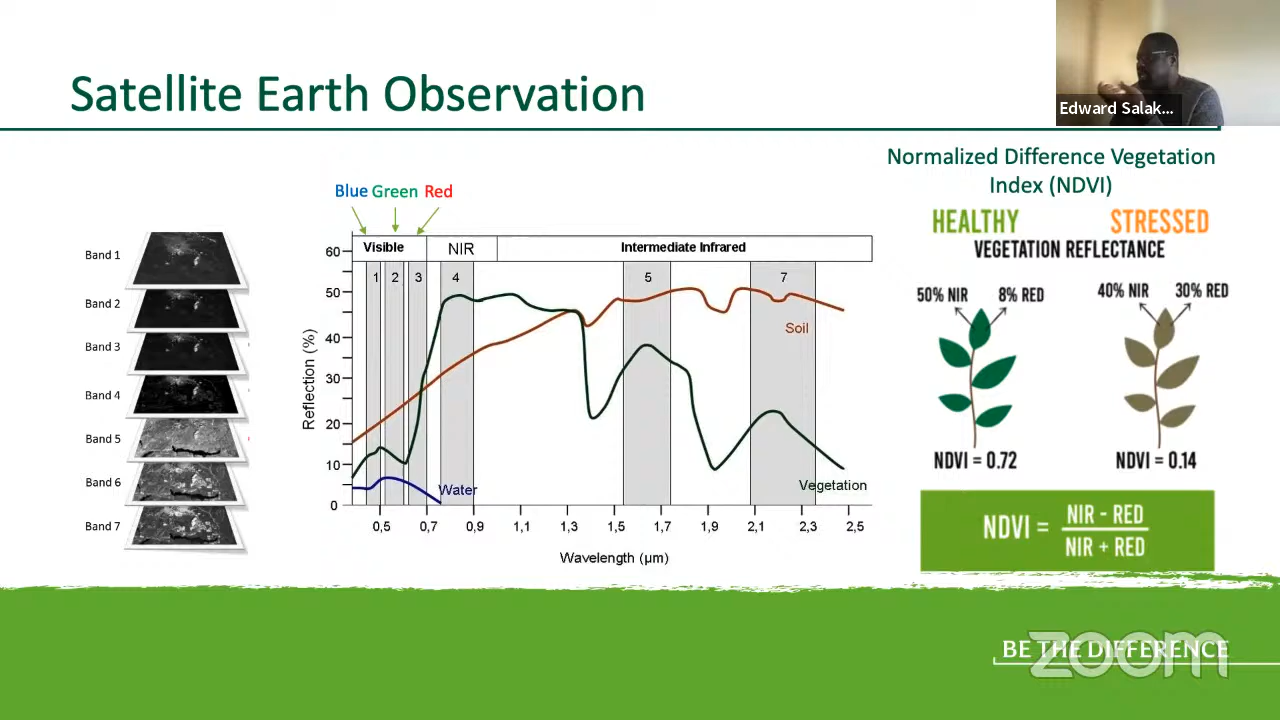 Satellite Earth Observation
Edward Salak...
Band 1
Band 2
Band 3
Band 4
Band 5
Band 6
Band 7
Blue Green Red
Visible NIR Intermediate Infrared
1 2 3 4 5 7
60
50
40
30
20
10
0
Reflection (%)
Soil
Water
Vegetation
0,5 0,7 0,9 1,1 1,3 1,5 1,7 1,9 2,1 2,3 2,5
Wavelength (µm)
Normalized Difference Vegetation
Index (NDVI)
HEALTHY STRESSED
VEGETATION REFLECTANCE
50% NIR 8% RED 40% NIR 30% RED
NDVI = 0.72 NDVI = 0.14
NDVI = NIR - RED
NIR + RED
BE THE DIFFERENCE
zoom